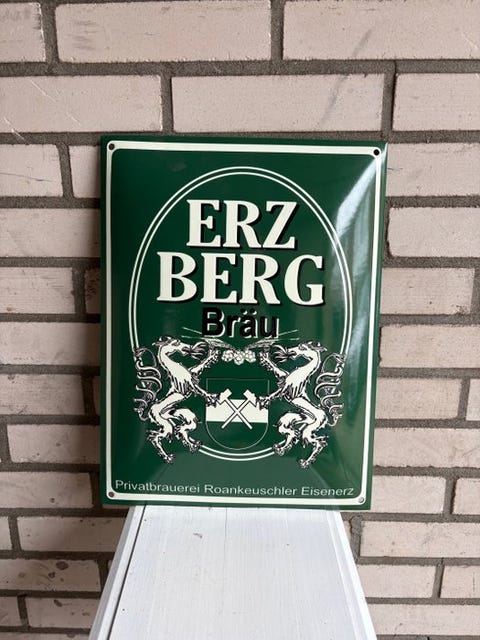 ERZ
BERG
Bräu
Privatbrauerei Roankeuschler Eisenerz